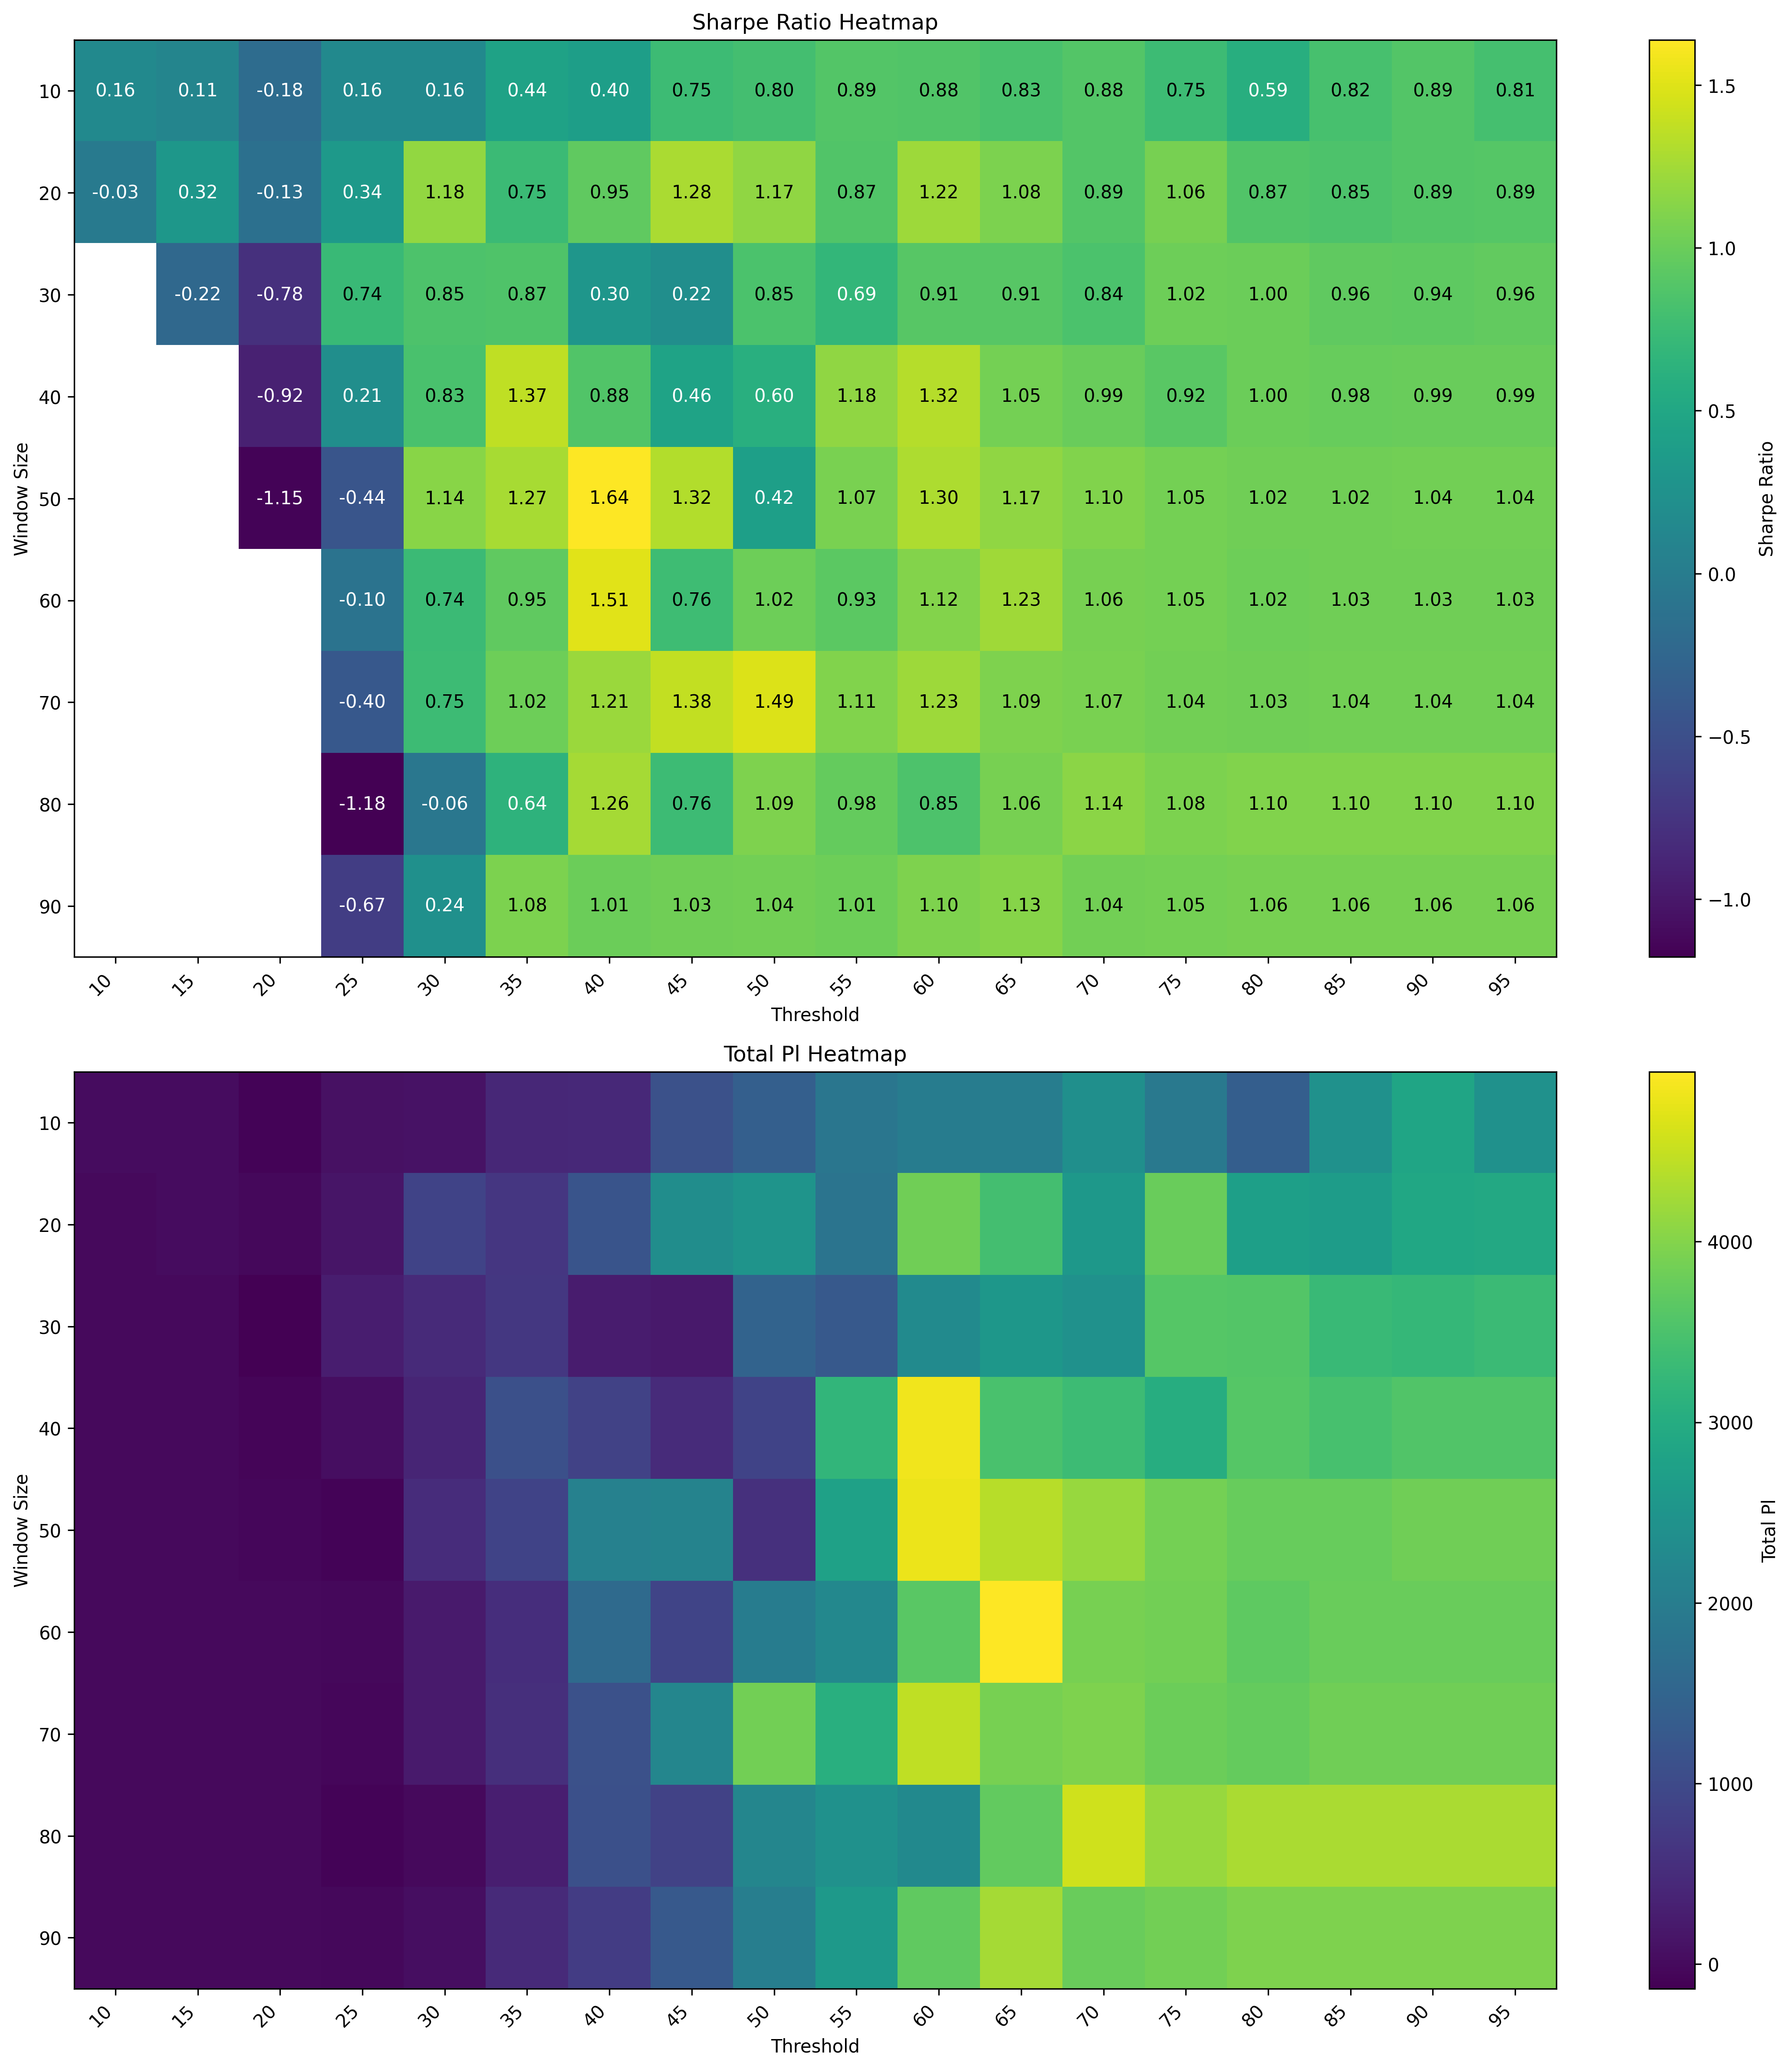 Sharpe Ratio Heatmap
10 0.16 0.11 -0.18 0.16 0.16 0.44 0.40 0.75 0.80 0.89 0.88 0.83 0.88 0.75 0.59 0.82 0.89 0.81
20 -0.03 0.32 -0.13 0.34 1.18 0.75 0.95 1.28 1.17 0.87 1.22 1.08 0.89 1.06 0.87 0.85 0.89 0.89
30 -0.22 -0.78 0.74 0.85 0.87 0.30 0.22 0.85 0.69 0.91 0.91 0.84 1.02 1.00 0.96 0.94 0.96
40 -0.92 0.21 0.83 1.37 0.88 0.46 0.60 1.18 1.32 1.05 0.99 0.92 1.00 0.98 0.99 0.99
50 -1.15 -0.44 1.14 1.27 1.64 1.32 0.42 1.07 1.30 1.17 1.10 1.05 1.02 1.02 1.04 1.04
60 -0.10 0.74 0.95 1.51 0.76 1.02 0.93 1.12 1.23 1.06 1.05 1.02 1.03 1.03 1.03
70 -0.40 0.75 1.02 1.21 1.38 1.49 1.11 1.23 1.09 1.07 1.04 1.03 1.04 1.04 1.04
80 -1.18 -0.06 0.64 1.26 0.76 1.09 0.98 0.85 1.06 1.14 1.08 1.10 1.10 1.10 1.10
90 -0.67 0.24 1.08 1.01 1.03 1.04 1.01 1.10 1.13 1.04 1.05 1.06 1.06 1.06 1.06
Window Size
10 15 20 25 30 35 40 45 50 55 60 65 70 75 80 85 90 95
Threshold
1.5
1.0
0.5
0.0
−0.5
−1.0
Sharpe Ratio
Total Pl Heatmap
10
20
30
40
50
60
70
80
90
Window Size
10 15 20 25 30 35 40 45 50 55 60 65 70 75 80 85 90 95
Threshold
4000
3000
2000
1000
0
Total Pl